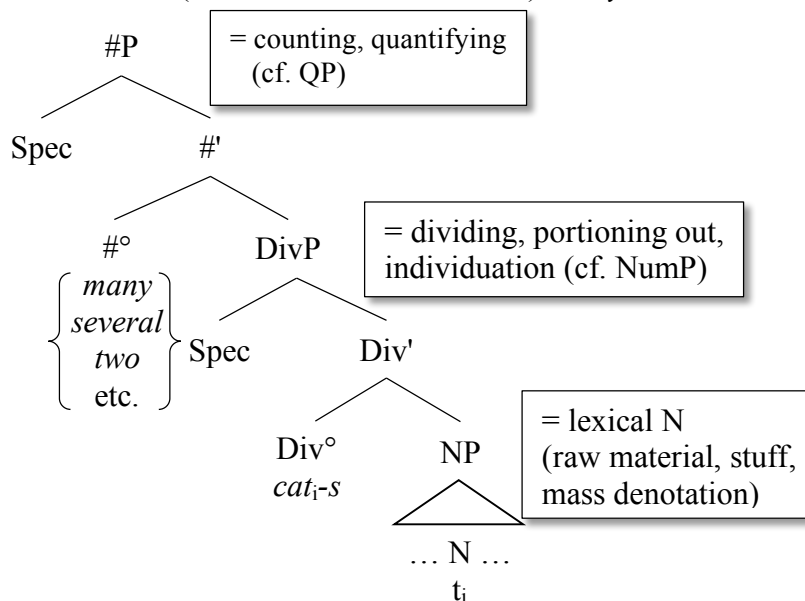 #P
= counting, quantifying
(cf. QP)
Spec
#'
#°
DivP
= dividing, portioning out,
individuation (cf. NumP)
many
several
two
etc.
Spec
Div'
Div°
NP
= lexical N
(raw material, stuff,
mass denotation)
cati-s
… N …
ti